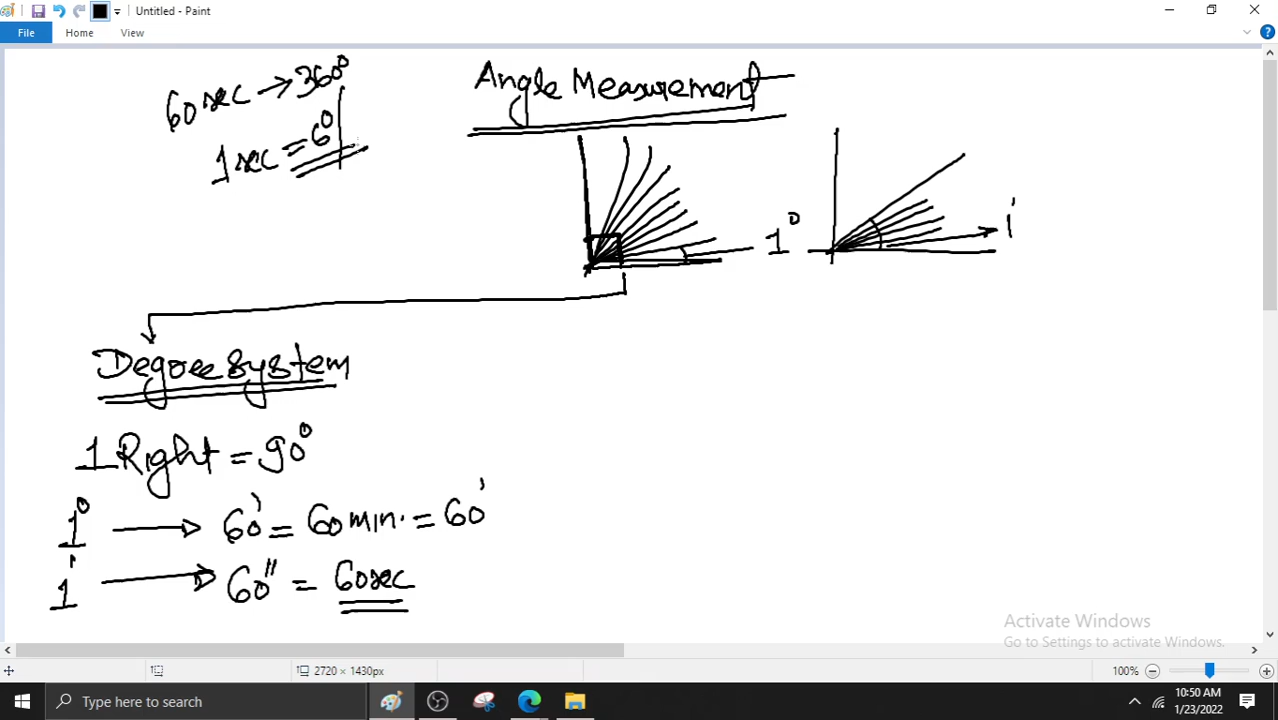 Untitled - Paint
File Home View
60 sec → 360°
1 sec = 6°
Angle Measurement
1°
1'
Degree system
1 Right = 90°
1° → 60' = 60 min. = 60'
1' → 60" = 60 sec
Activate Windows
Go to Settings to activate Windows.
2720 × 1430px
100%
Type here to search
10:50 AM
1/23/2022